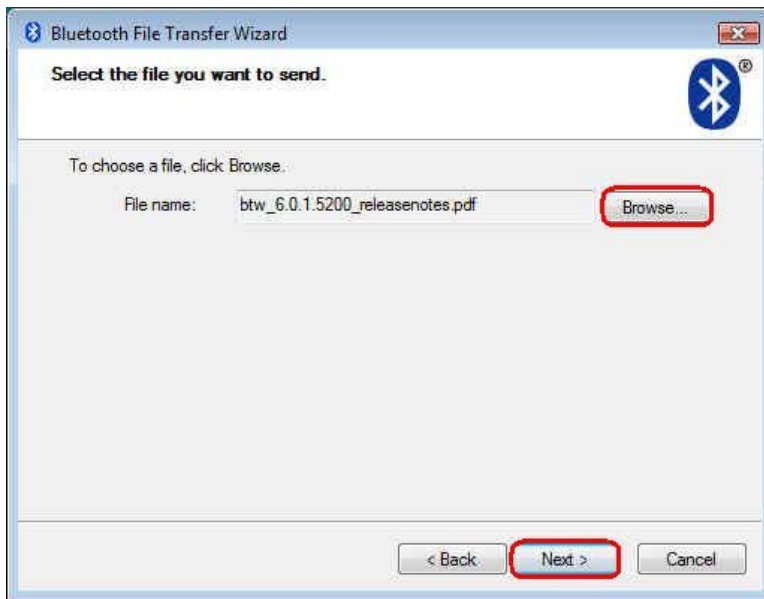 Bluetooth File Transfer Wizard
Select the file you want to send.
®
To choose a file, click Browse.
File name: btw_6.0.1.5200_releasenotes.pdf Browse...
< Back Next > Cancel